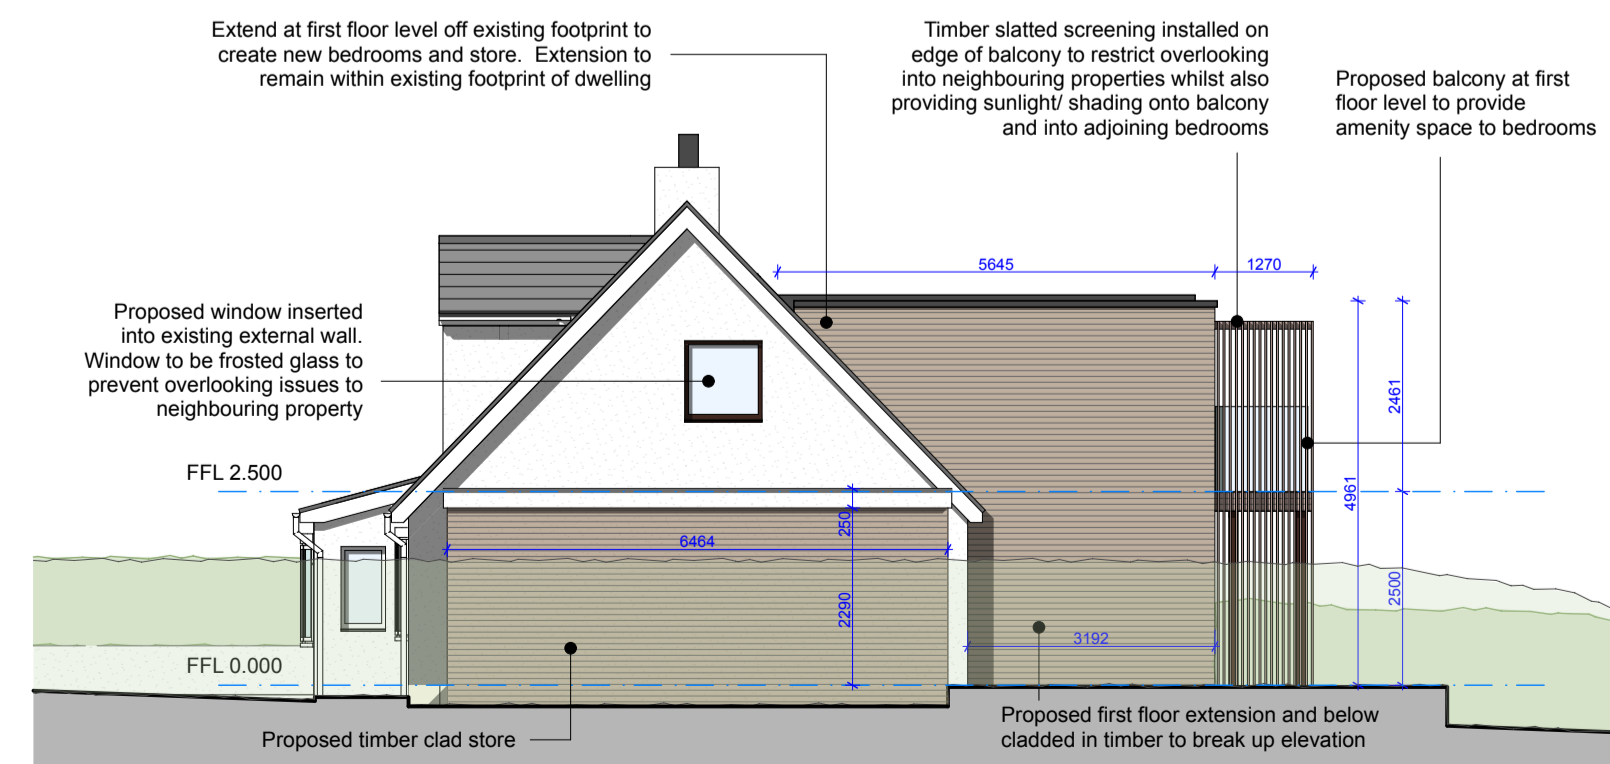 Extend at first floor level off existing footprint to
create new bedrooms and store. Extension to
remain within existing footprint of dwelling
Timber slatted screening installed on
edge of balcony to restrict overlooking
into neighbouring properties whilst also
providing sunlight/ shading onto balcony
and into adjoining bedrooms
Proposed balcony at first
floor level to provide
amenity space to bedrooms
5645
1270
Proposed window inserted
into existing external wall.
Window to be frosted glass to
prevent overlooking issues to
neighbouring property
2461
4961
FFL 2.500
250
6464
2290
2500
3192
FFL 0.000
Proposed timber clad store
Proposed first floor extension and below
cladded in timber to break up elevation